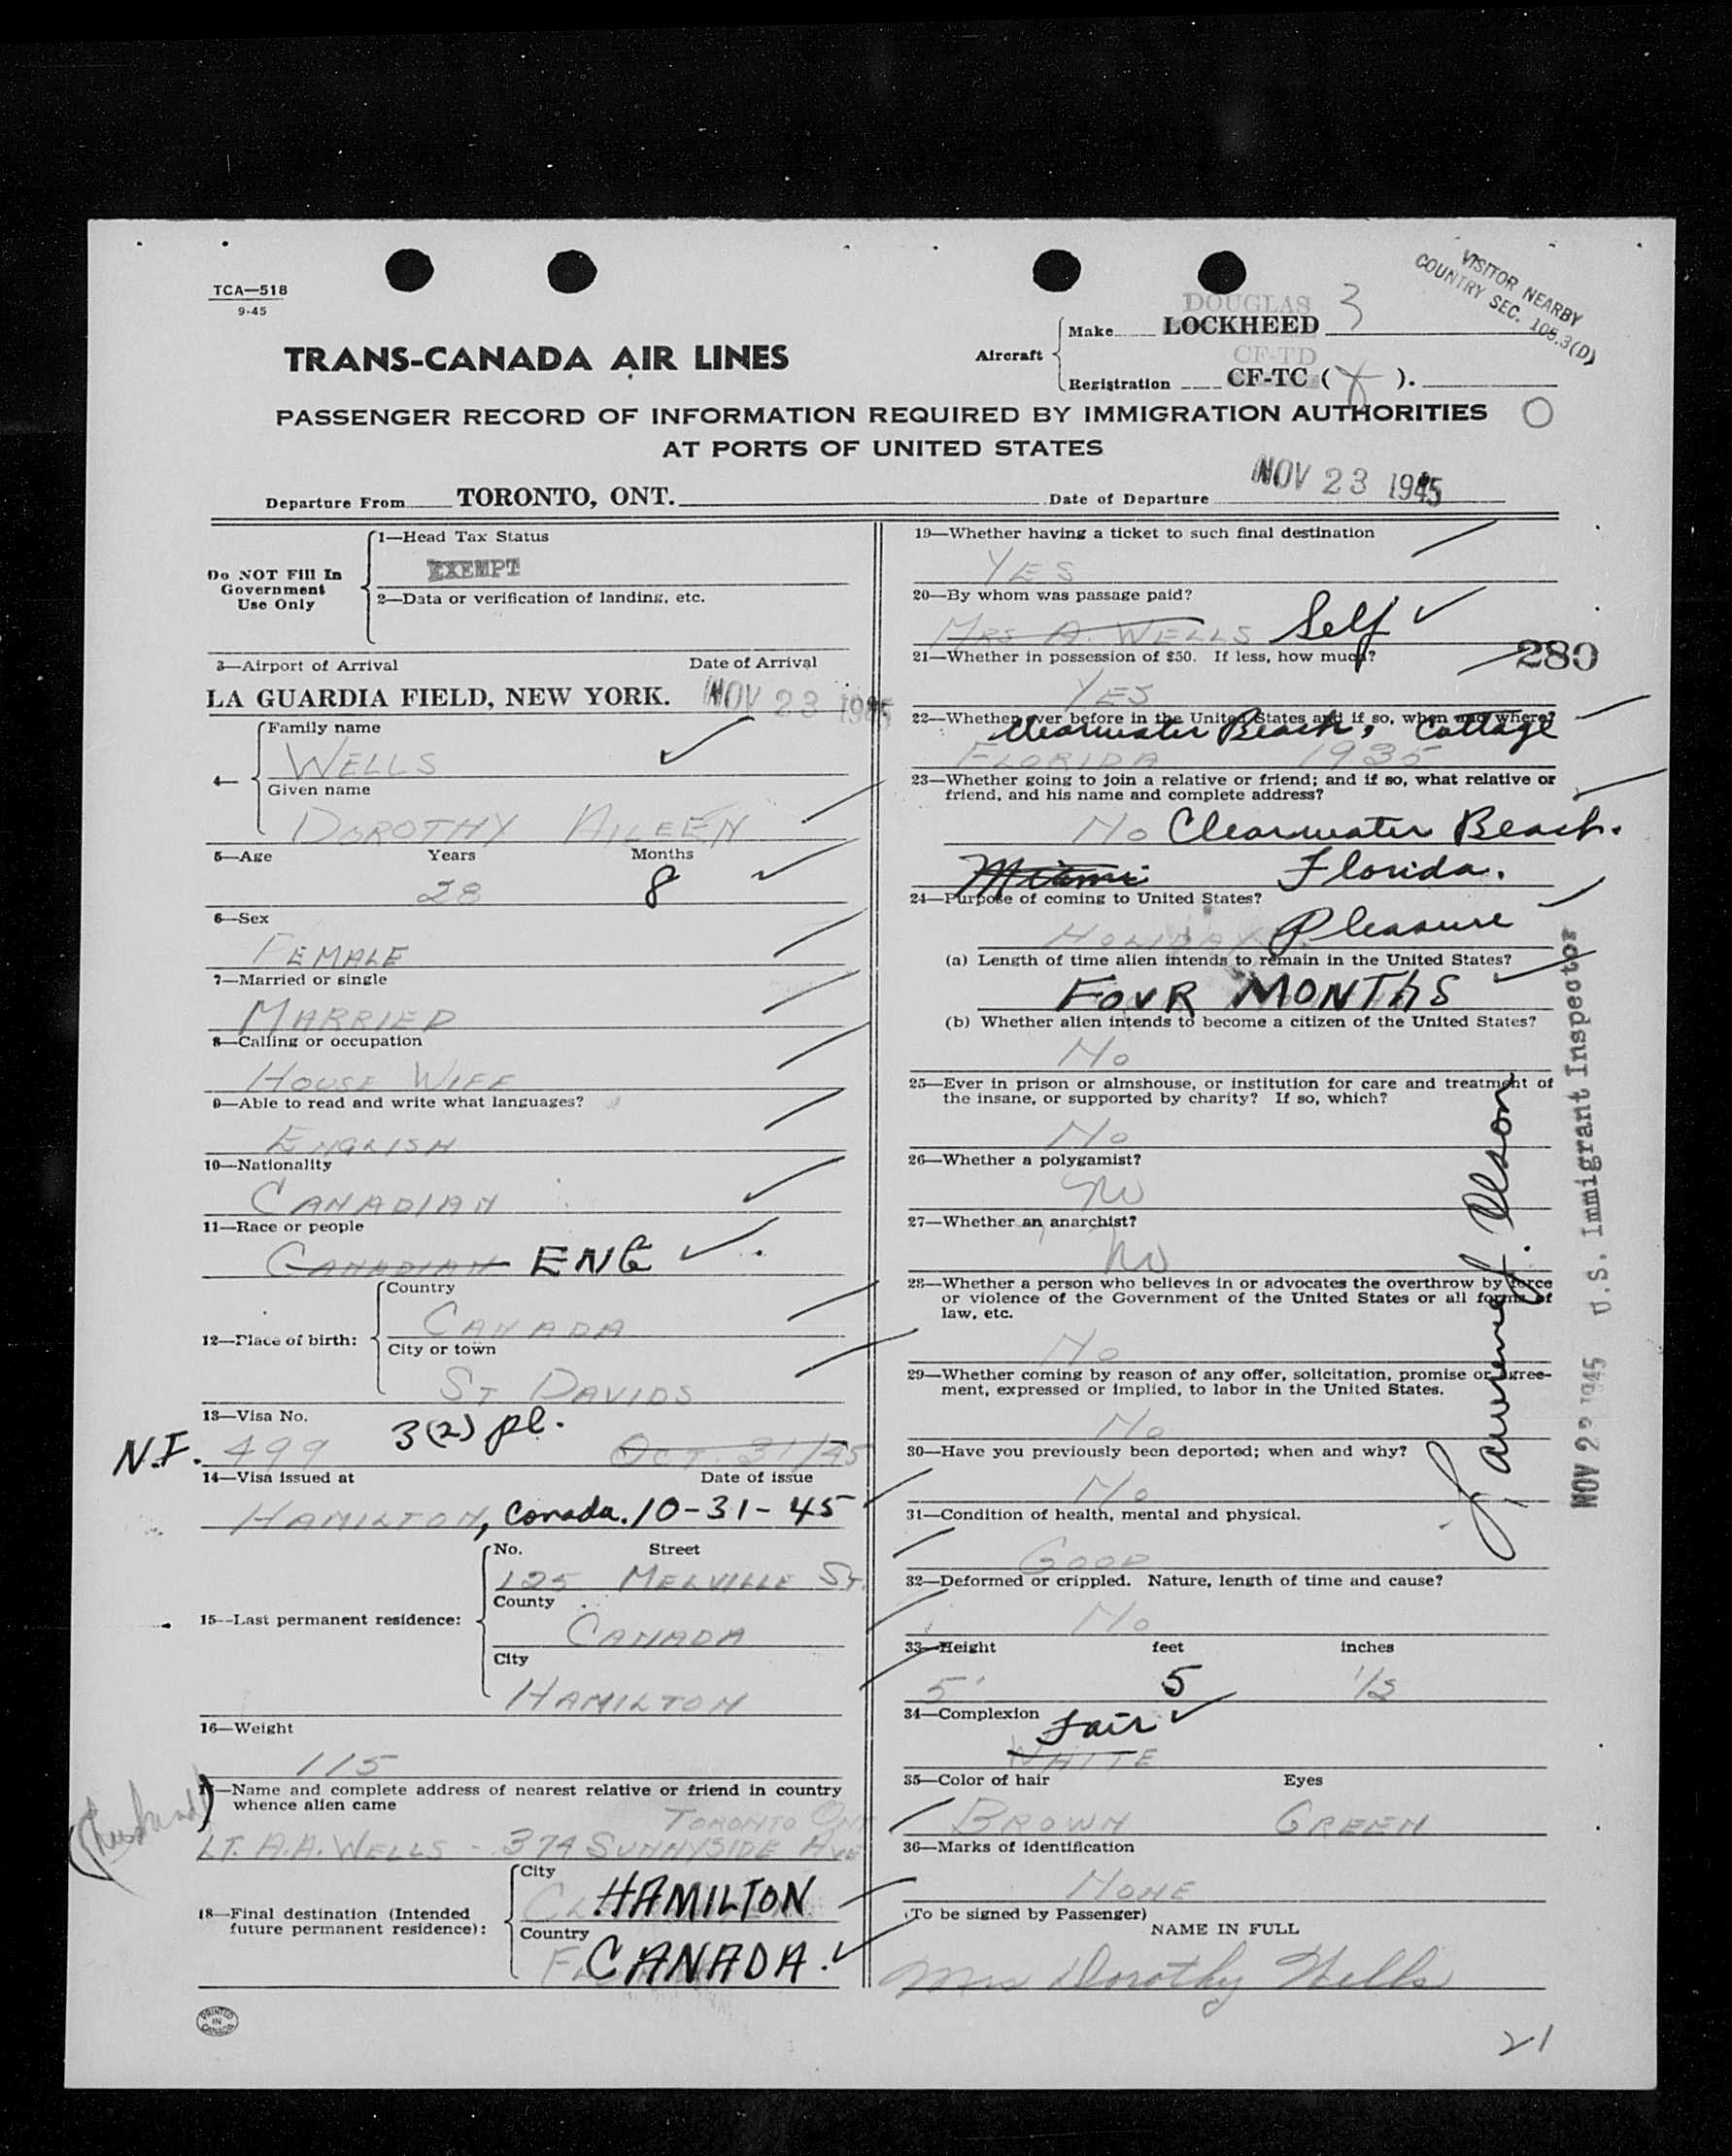 TCA—518
9-45
VISITOR NEARBY
COUNTRY SEC. 105.3(D)
DOUGLAS 3
Aircraft
Make LOCKHEED
CF-TD
Registration CF-TC ( X ).
TRANS-CANADA AIR LINES
PASSENGER RECORD OF INFORMATION REQUIRED BY IMMIGRATION AUTHORITIES
AT PORTS OF UNITED STATES
Departure From TORONTO, ONT. Date of Departure NOV 23 1945
Do NOT Fill In
Government
Use Only
1—Head Tax Status
EXEMPT
2—Data or verification of landing, etc.
3—Airport of Arrival Date of Arrival
LA GUARDIA FIELD, NEW YORK. NOV 23 1945
4— Family name
WELLS
Given name
DOROTHY AILEEN
5—Age Years Months
28 8
6—Sex
FEMALE
7—Married or single
MARRIED
8—Calling or occupation
HOUSE WIFE
9—Able to read and write what languages?
ENGLISH
10—Nationality
CANADIAN
11—Race or people
CANADIAN ENG
12—Place of birth:
Country
CANADA
City or town
ST DAVIDS
13—Visa No.
N.I. 499 3(2) pl. OCT. 31/45
14—Visa issued at Date of issue
HAMILTON, Canada. 10-31-45
15—Last permanent residence:
No. Street
125 MELVILLE ST.
County
CANADA
City
HAMILTON
16—Weight
115
17—Name and complete address of nearest relative or friend in country
whence alien came
(husband)
TORONTO ONT
LT. A.A. WELLS - 374 SUNNYSIDE AVE
18—Final destination (Intended
future permanent residence):
City
HAMILTON
Country
CANADA.
PRINTED
IN
CANADA
19—Whether having a ticket to such final destination
YES
20—By whom was passage paid?
MRS A. WELLS Self
21—Whether in possession of $50. If less, how much?
280
YES
22—Whether ever before in the United States and if so, when and where?
Clearwater Beach, Cottage
FLORIDA 1935
23—Whether going to join a relative or friend; and if so, what relative or
friend, and his name and complete address?
No Clearwater Beach.
Miami Florida.
24—Purpose of coming to United States?
HOLIDAY Pleasure
(a) Length of time alien intends to remain in the United States?
FOUR MONTHS
(b) Whether alien intends to become a citizen of the United States?
No
25—Ever in prison or almshouse, or institution for care and treatment of
the insane, or supported by charity? If so, which?
No
26—Whether a polygamist?
No
27—Whether an anarchist?
No
28—Whether a person who believes in or advocates the overthrow by force
or violence of the Government of the United States or all forms of
law, etc.
No
29—Whether coming by reason of any offer, solicitation, promise or agree-
ment, expressed or implied, to labor in the United States.
No
30—Have you previously been deported; when and why?
No
31—Condition of health, mental and physical.
GOOD
32—Deformed or crippled. Nature, length of time and cause?
No
33—Height feet inches
5' 5 1/2
34—Complexion
Fair
WHITE
35—Color of hair Eyes
BROWN GREEN
36—Marks of identification
NONE
(To be signed by Passenger)
NAME IN FULL
Mrs Dorothy Wells
21
U.S. Immigrant Inspector